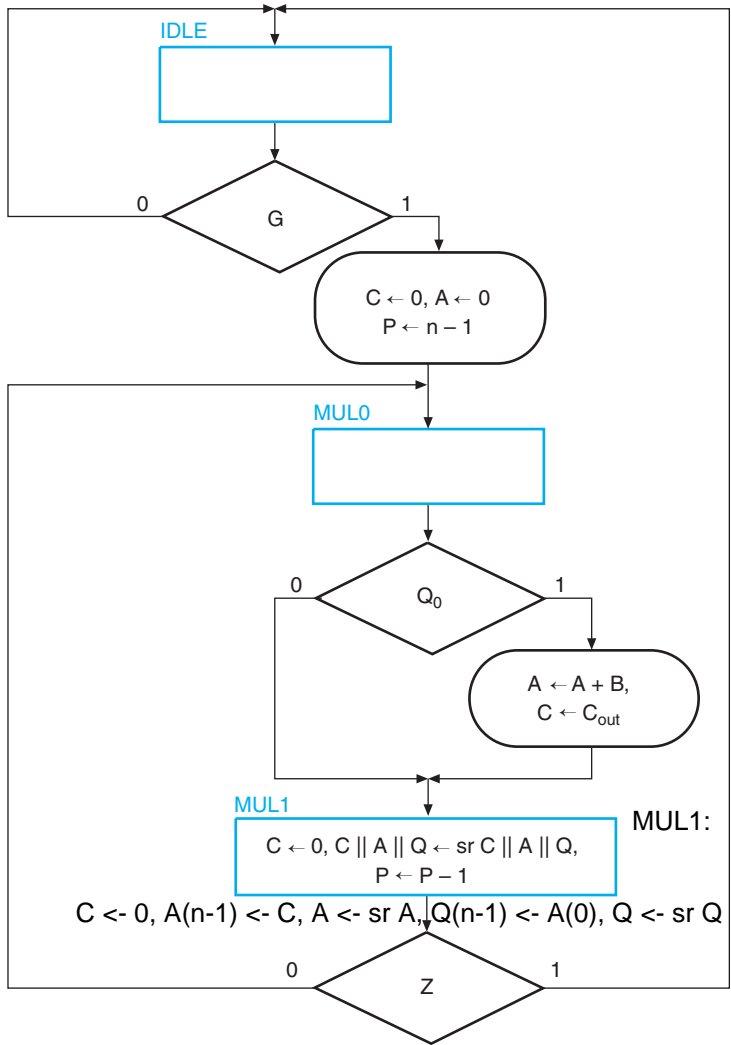 IDLE
0
G
1
C ← 0, A ← 0
P ← n – 1
MUL0
0
Q₀
1
A ← A + B,
C ← Cₒᵤₜ
MUL1
MUL1:
C ← 0, C || A || Q ← sr C || A || Q,
P ← P – 1
C <- 0, A(n-1) <- C, A <- sr A, Q(n-1) <- A(0), Q <- sr Q
0
Z
1